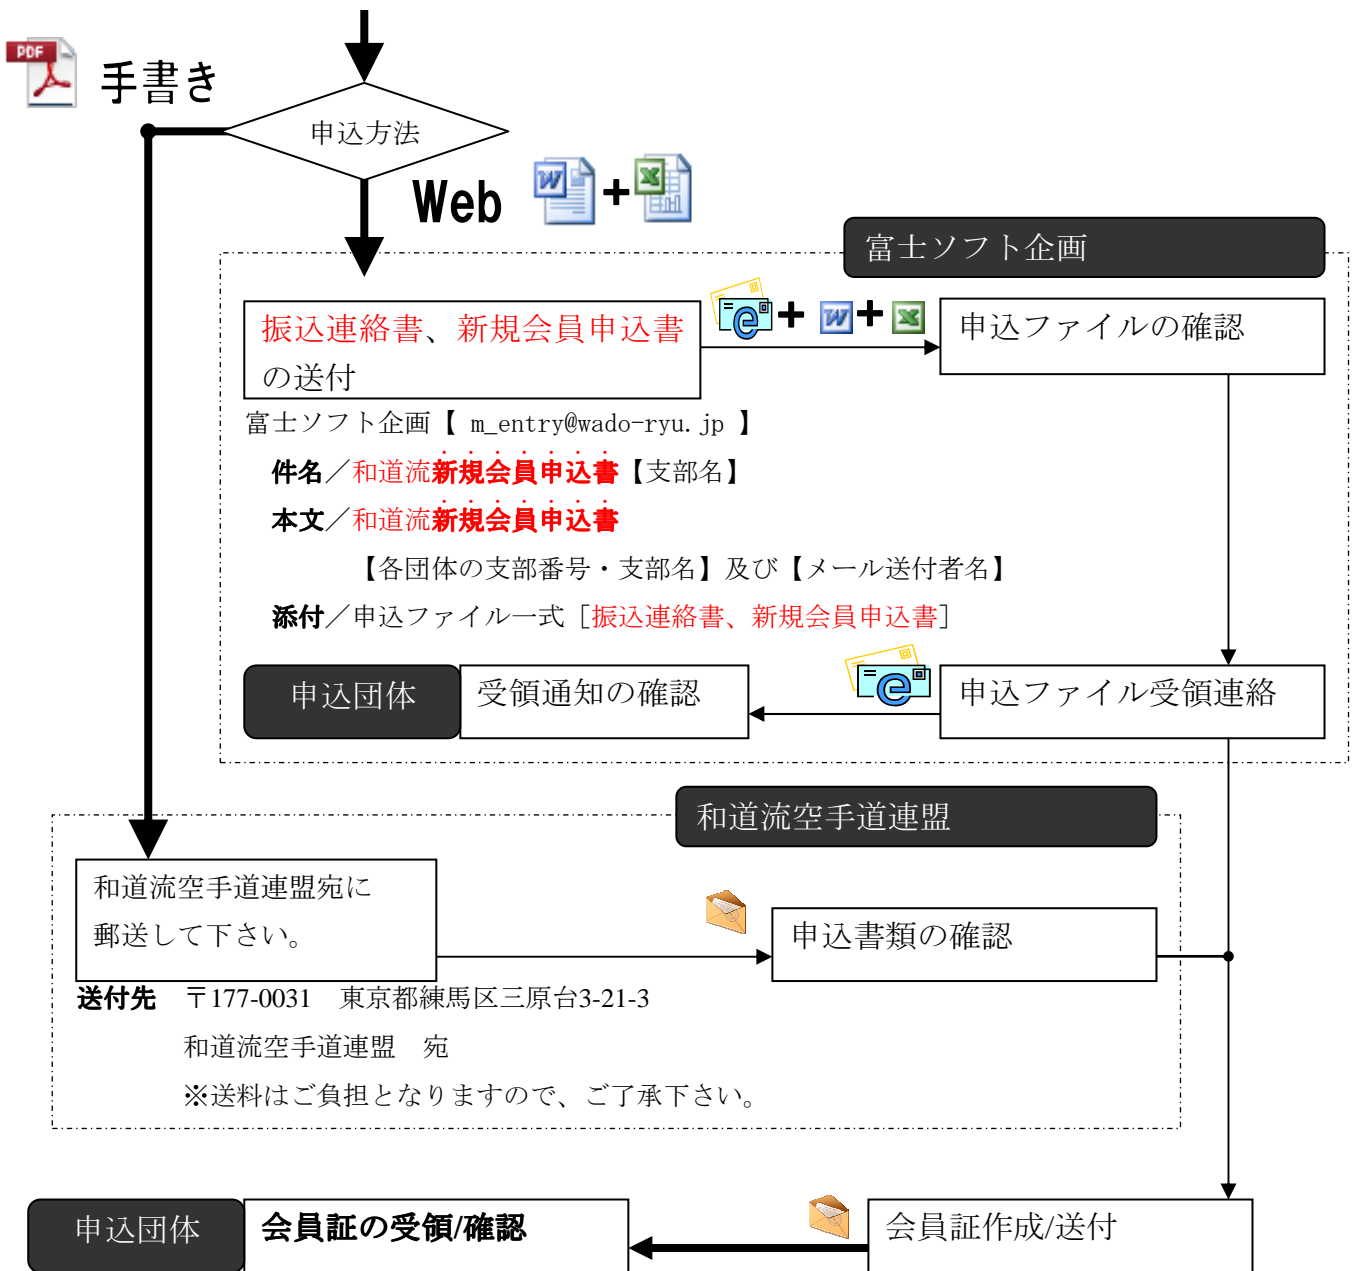 PDF
手書き
申込方法
Web
富士ソフト企画
振込連絡書、新規会員申込書
の送付
申込ファイルの確認
富士ソフト企画【 m_entry@wado-ryu.jp 】
件名／和道流新規会員申込書【支部名】
本文／和道流新規会員申込書
【各団体の支部番号・支部名】及び【メール送付者名】
添付／申込ファイル一式［振込連絡書、新規会員申込書］
申込団体
受領通知の確認
申込ファイル受領連絡
和道流空手道連盟
和道流空手道連盟宛に
郵送して下さい。
申込書類の確認
送付先　〒177-0031　東京都練馬区三原台3-21-3
和道流空手道連盟　宛
※送料はご負担となりますので、ご了承下さい。
申込団体
会員証の受領/確認
会員証作成/送付